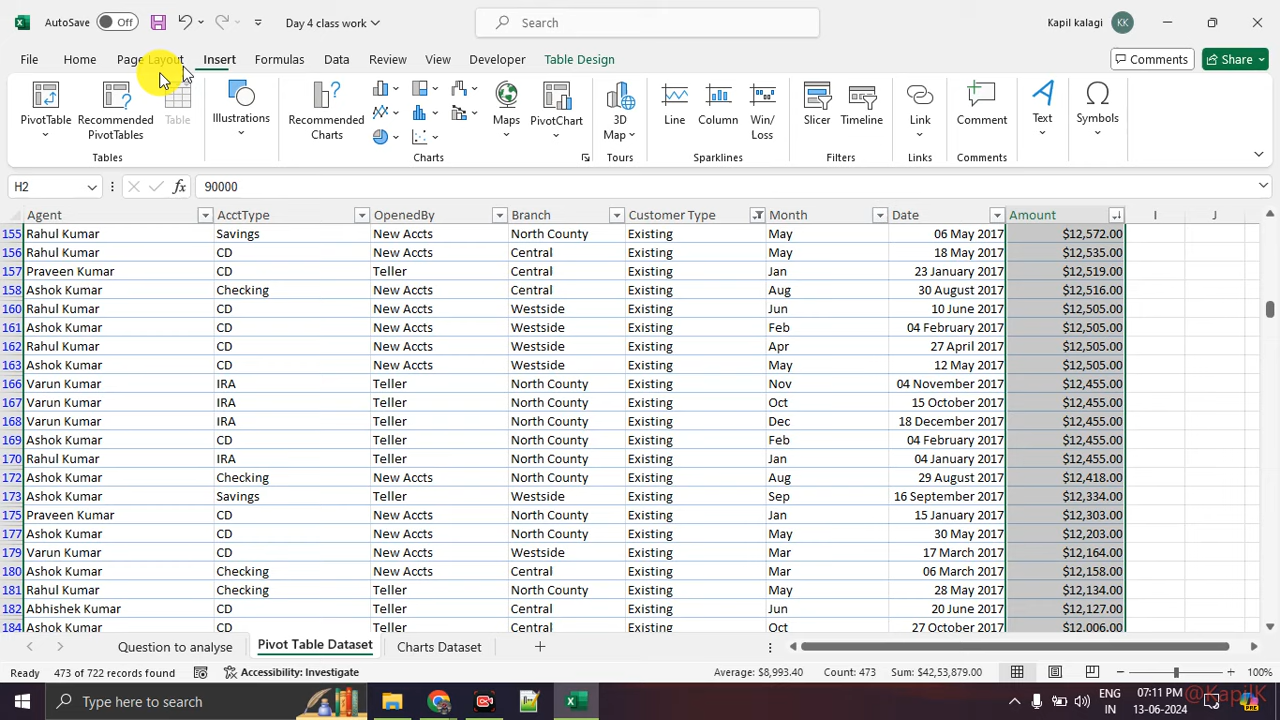 AutoSave Off Day 4 class work Search Kapil kalagi KK
File Home Page Layout Insert Formulas Data Review View Developer Table Design Comments Share
PivotTable Recommended PivotTables Table Illustrations Recommended Charts Maps PivotChart 3D Map Line Column Win/Loss Slicer Timeline Link Comment Text Symbols
Tables Charts Tours Sparklines Filters Links Comments
H2 fx 90000
Agent AcctType OpenedBy Branch Customer Type Month Date Amount I J
155 Rahul Kumar Savings New Accts North County Existing May 06 May 2017 $12,572.00
156 Rahul Kumar CD New Accts Central Existing May 18 May 2017 $12,535.00
157 Praveen Kumar CD Teller Central Existing Jan 23 January 2017 $12,519.00
158 Ashok Kumar Checking New Accts Central Existing Aug 30 August 2017 $12,516.00
160 Rahul Kumar CD New Accts Westside Existing Jun 10 June 2017 $12,505.00
161 Ashok Kumar CD New Accts Westside Existing Feb 04 February 2017 $12,505.00
162 Rahul Kumar CD New Accts Westside Existing Apr 27 April 2017 $12,505.00
163 Ashok Kumar CD New Accts Westside Existing May 12 May 2017 $12,505.00
166 Varun Kumar IRA Teller North County Existing Nov 04 November 2017 $12,455.00
167 Varun Kumar IRA Teller North County Existing Oct 15 October 2017 $12,455.00
168 Varun Kumar IRA Teller North County Existing Dec 18 December 2017 $12,455.00
169 Ashok Kumar CD Teller North County Existing Feb 04 February 2017 $12,455.00
170 Rahul Kumar IRA Teller North County Existing Jan 04 January 2017 $12,455.00
172 Ashok Kumar Checking New Accts North County Existing Aug 29 August 2017 $12,418.00
173 Ashok Kumar Savings Teller Westside Existing Sep 16 September 2017 $12,334.00
175 Praveen Kumar CD New Accts North County Existing Jan 15 January 2017 $12,303.00
177 Ashok Kumar CD New Accts North County Existing May 30 May 2017 $12,203.00
179 Varun Kumar CD New Accts Westside Existing Mar 17 March 2017 $12,164.00
180 Ashok Kumar CD New Accts Central Existing Mar 06 March 2017 $12,158.00
181 Rahul Kumar Checking Teller North County Existing May 28 May 2017 $12,134.00
182 Abhishek Kumar CD Teller Central Existing Jun 20 June 2017 $12,127.00
184 Ashok Kumar CD Teller Central Existing Oct 27 October 2017 $12,006.00
Question to analyse Pivot Table Dataset Charts Dataset
Ready 473 of 722 records found Accessibility: Investigate Average: $8,993.40 Count: 473 Sum: $42,53,879.00 100%
Type here to search ENG 07:11 PM
IN 13-06-2024 @KapilK
PRE